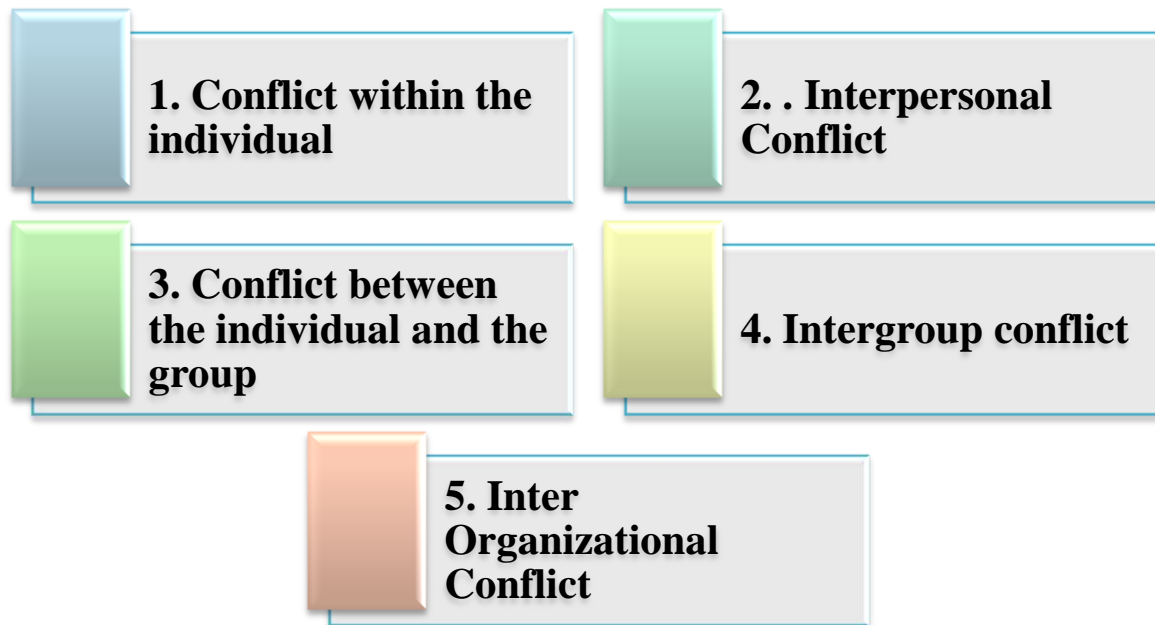 1. Conflict within the
individual
2. . Interpersonal
Conflict
3. Conflict between
the individual and the
group
4. Intergroup conflict
5. Inter
Organizational
Conflict